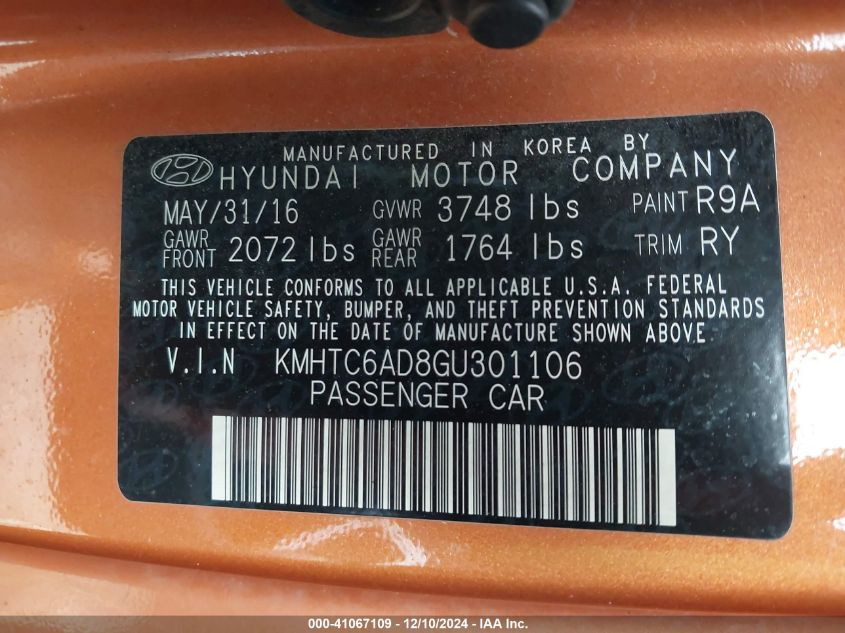 MANUFACTURED IN KOREA BY
HYUNDAI MOTOR COMPANY
MAY/31/16 GVWR 3748 lbs PAINT R9A
GAWR FRONT 2072 lbs GAWR REAR 1764 lbs TRIM RY
THIS VEHICLE CONFORMS TO ALL APPLICABLE U.S.A. FEDERAL
MOTOR VEHICLE SAFETY, BUMPER, AND THEFT PREVENTION STANDARDS
IN EFFECT ON THE DATE OF MANUFACTURE SHOWN ABOVE
V.I.N KMHTC6AD8GU301106
PASSENGER CAR
000-41067109 - 12/10/2024 - IAA Inc.